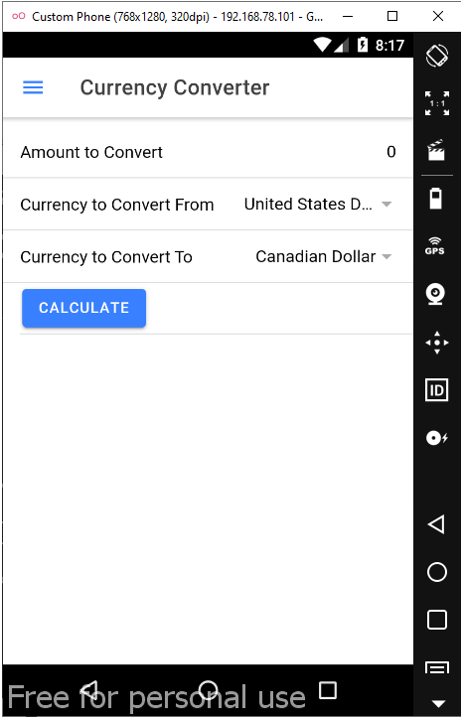 Custom Phone (768x1280, 320dpi) - 192.168.78.101 - G...
8:17
Currency Converter
1:1
Amount to Convert 0
Currency to Convert From United States D...
GPS
Currency to Convert To Canadian Dollar
CALCULATE
ID
Free for personal use